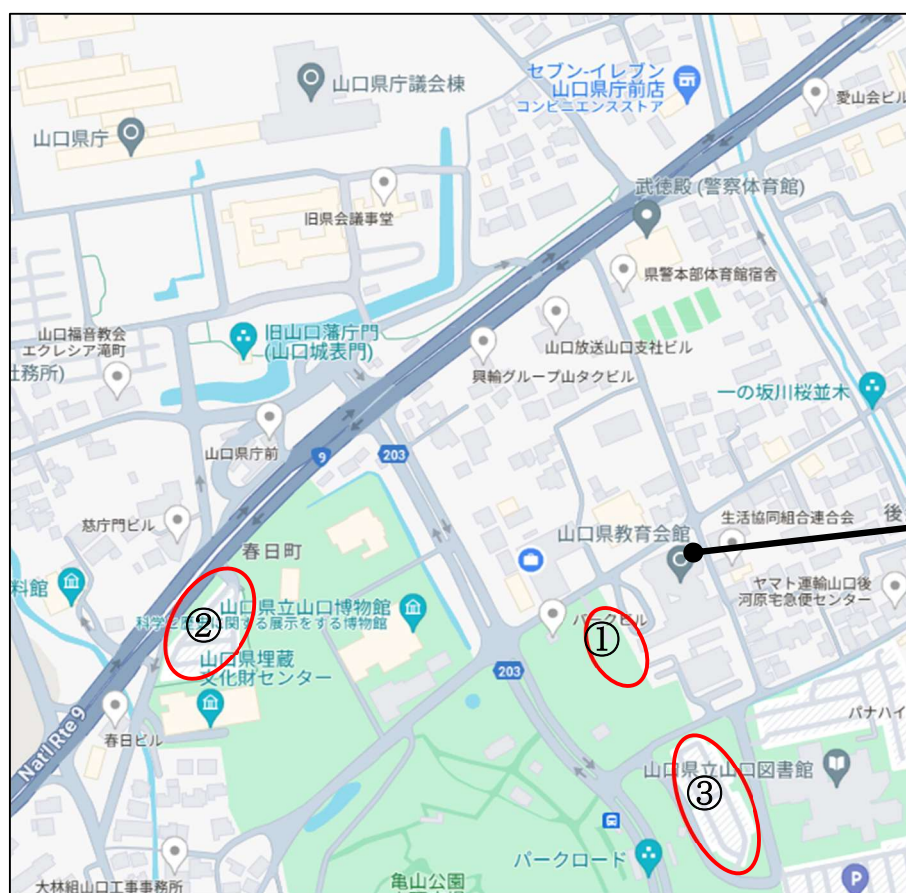 山口県庁議会棟
山口県庁
セブン-イレブン
山口県庁前店
コンビニエンスストア
愛山会ビル
武徳殿 (警察体育館)
旧県会議事堂
県警本部体育館宿舎
山口福音教会
エクレシア滝町
社務所)
旧山口藩庁門
(山口城表門)
山口放送山口支社ビル
興輪グループ山タクビル
一の坂川桜並木
山口県庁前
9
203
慈庁門ビル
春日町
山口県教育会館
生活協同組合連合会
後
料館
ヤマト運輸山口後
河原宅急便センター
②
山口県立山口博物館
科学と歴史に関する展示をする博物館
パークビル
①
山口県埋蔵
文化財センター
203
Nat'l Rte 9
春日ビル
パナハイ
山口県立山口図書館
③
パークロード
亀山公園
大林組山口工事事務所
P